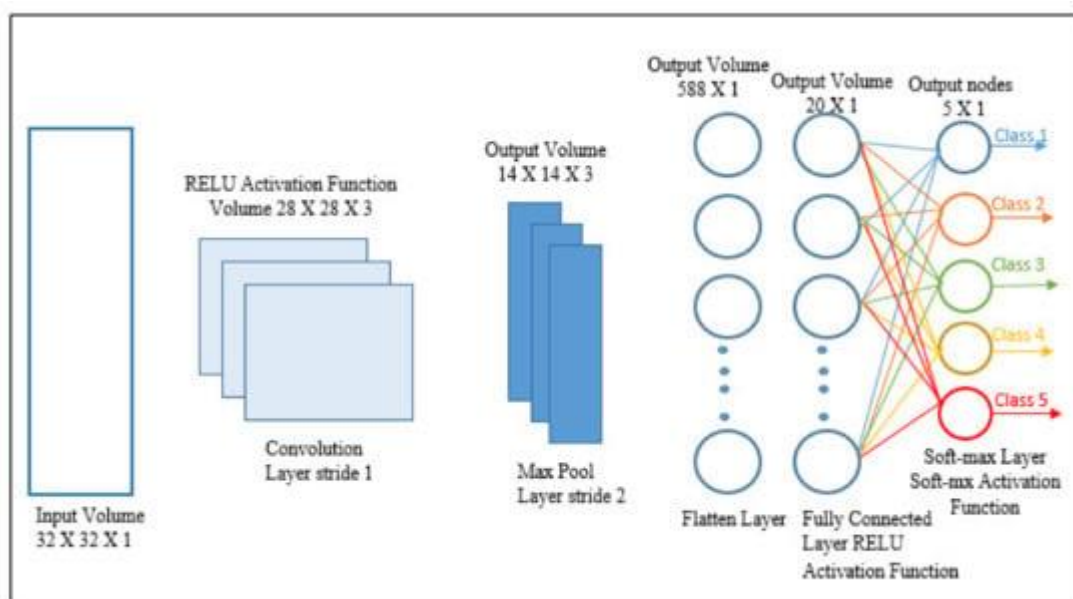 Output Volume
588 X 1
Output Volume
20 X 1
Output nodes
5 X 1
Class 1
Output Volume
14 X 14 X 3
RELU Activation Function
Volume 28 X 28 X 3
Class 2
Class 3
Class 4
Class 5
Convolution
Layer stride 1
Max Pool
Layer stride 2
Soft-max Layer
Soft-mx Activation
Function
Input Volume
32 X 32 X 1
Flatten Layer
Fully Connected
Layer RELU
Activation Function